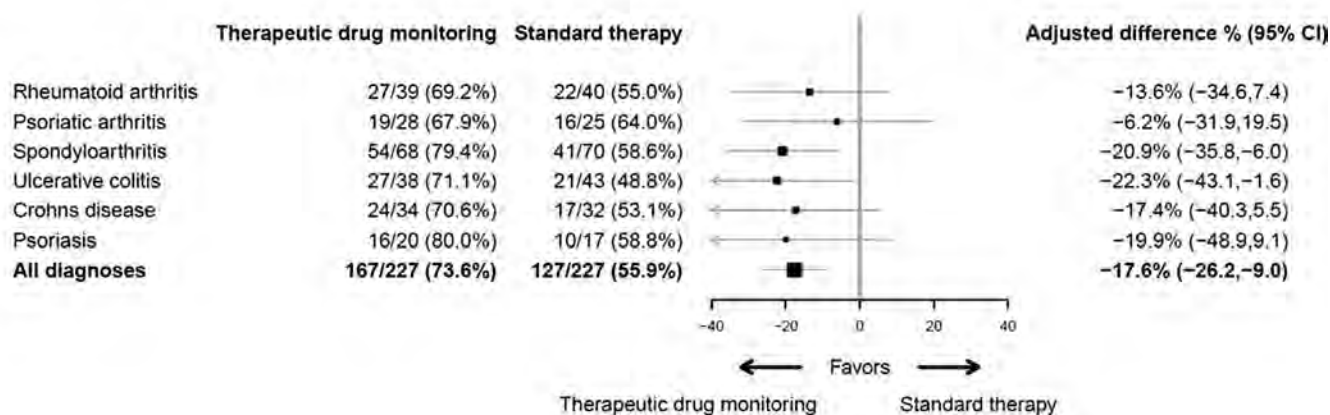 Therapeutic drug monitoring Standard therapy Adjusted difference % (95% CI)
Rheumatoid arthritis 27/39 (69.2%) 22/40 (55.0%) −13.6% (−34.6,7.4)
Psoriatic arthritis 19/28 (67.9%) 16/25 (64.0%) −6.2% (−31.9,19.5)
Spondyloarthritis 54/68 (79.4%) 41/70 (58.6%) −20.9% (−35.8,−6.0)
Ulcerative colitis 27/38 (71.1%) 21/43 (48.8%) −22.3% (−43.1,−1.6)
Crohns disease 24/34 (70.6%) 17/32 (53.1%) −17.4% (−40.3,5.5)
Psoriasis 16/20 (80.0%) 10/17 (58.8%) −19.9% (−48.9,9.1)
All diagnoses 167/227 (73.6%) 127/227 (55.9%) −17.6% (−26.2,−9.0)
−40 −20 0 20 40
Favors
Therapeutic drug monitoring Standard therapy